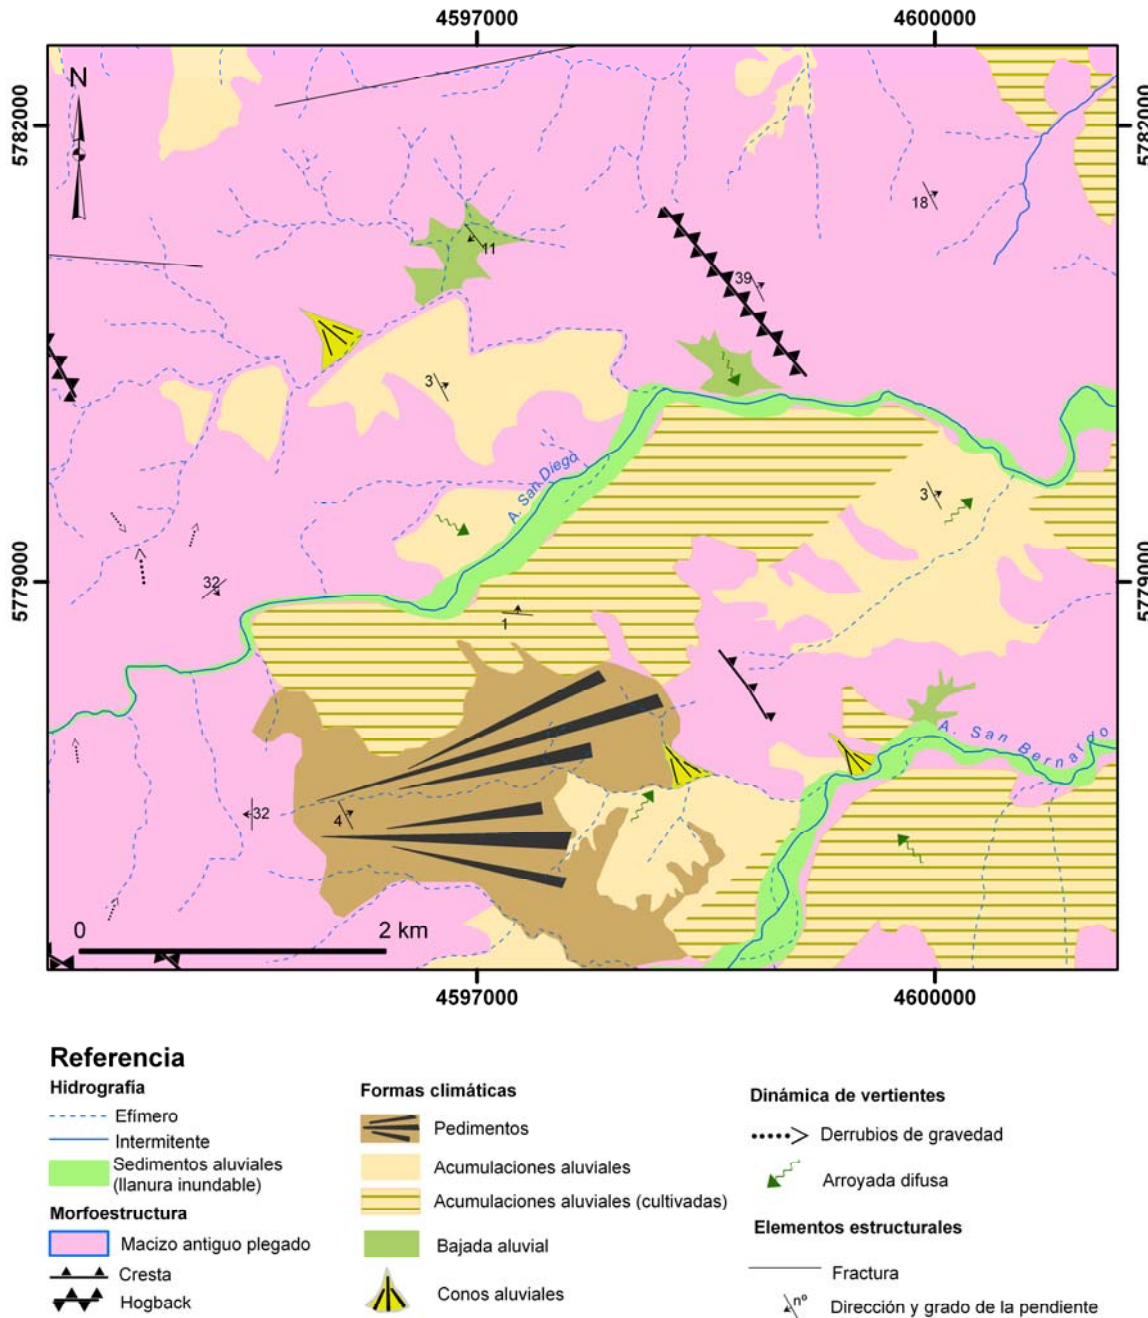 4597000 4600000
N
5782000 5782000
18
11
39
3
A. San Diego
3
32
5779000 5779000
1
A. San Bernardo
32
4
0 2 km
4597000 4600000
Referencia
Hidrografía
Efímero
Intermitente
Sedimentos aluviales
(llanura inundable)
Morfoestructura
Macizo antiguo plegado
Cresta
Hogback
Formas climáticas
Pedimentos
Acumulaciones aluviales
Acumulaciones aluviales (cultivadas)
Bajada aluvial
Conos aluviales
Dinámica de vertientes
Derrubios de gravedad
Arroyada difusa
Elementos estructurales
Fractura
nº
Dirección y grado de la pendiente